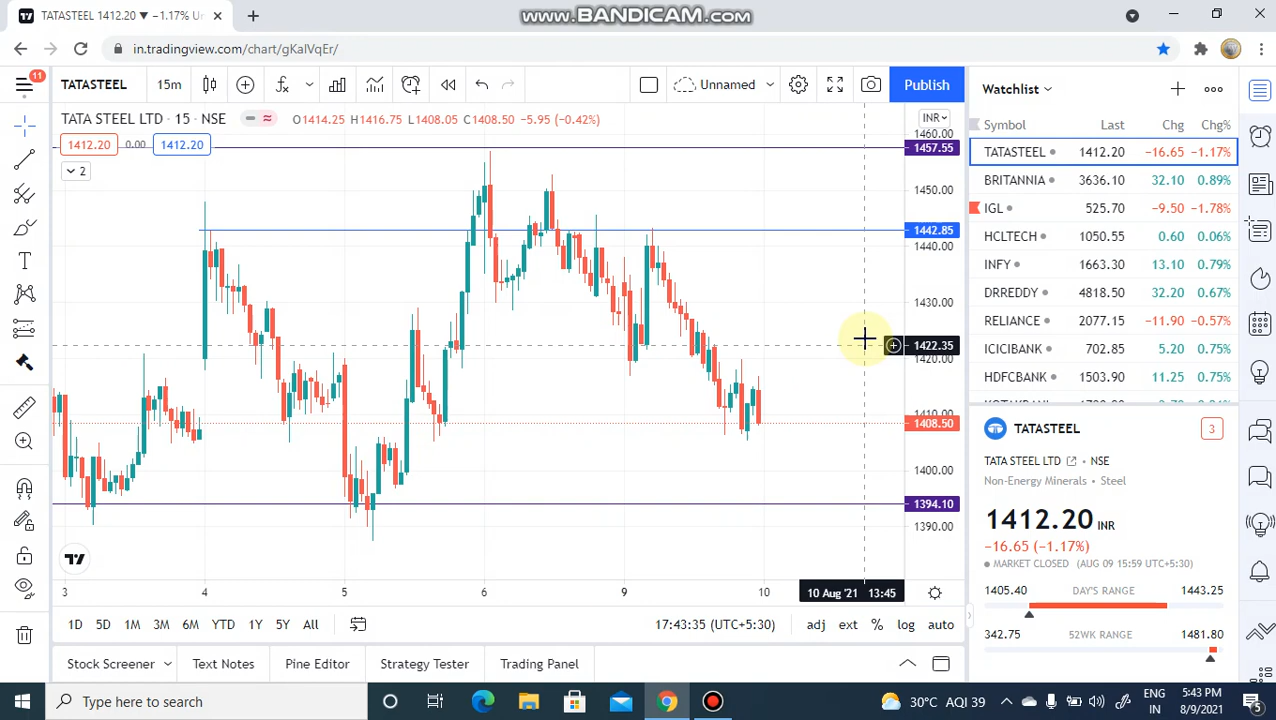 www.BANDICAM.com
TATASTEEL 1412.20 ▼ −1.17% Un
in.tradingview.com/chart/gKaIVqEr/
11
TATASTEEL 15m
Unnamed
Publish
TATA STEEL LTD · 15 · NSE O1414.25 H1416.75 L1408.05 C1408.50 −5.95 (−0.42%)
1412.20 0.00 1412.20
2
INR
1460.00
1457.55
1450.00
1442.85
1440.00
1430.00
1422.35
1420.00
1410.00
1408.50
1400.00
1394.10
1390.00
3 4 5 6 9 10 10 Aug '21 13:45
1D 5D 1M 3M 6M YTD 1Y 5Y All 17:43:35 (UTC+5:30) adj ext % log auto
Stock Screener Text Notes Pine Editor Strategy Tester Trading Panel
Watchlist
Symbol Last Chg Chg%
TATASTEEL 1412.20 −16.65 −1.17%
BRITANNIA 3636.10 32.10 0.89%
IGL 525.70 −9.50 −1.78%
HCLTECH 1050.55 0.60 0.06%
INFY 1663.30 13.10 0.79%
DRREDDY 4818.50 32.20 0.67%
RELIANCE 2077.15 −11.90 −0.57%
ICICIBANK 702.85 5.20 0.75%
HDFCBANK 1503.90 11.25 0.75%
TATASTEEL 3
TATA STEEL LTD · NSE
Non-Energy Minerals · Steel
1412.20 INR
−16.65 (−1.17%)
MARKET CLOSED (AUG 09 15:59 UTC+5:30)
1405.40 DAY'S RANGE 1443.25
342.75 52WK RANGE 1481.80
Type here to search
30°C AQI 39
ENG
IN
5:43 PM
8/9/2021
5